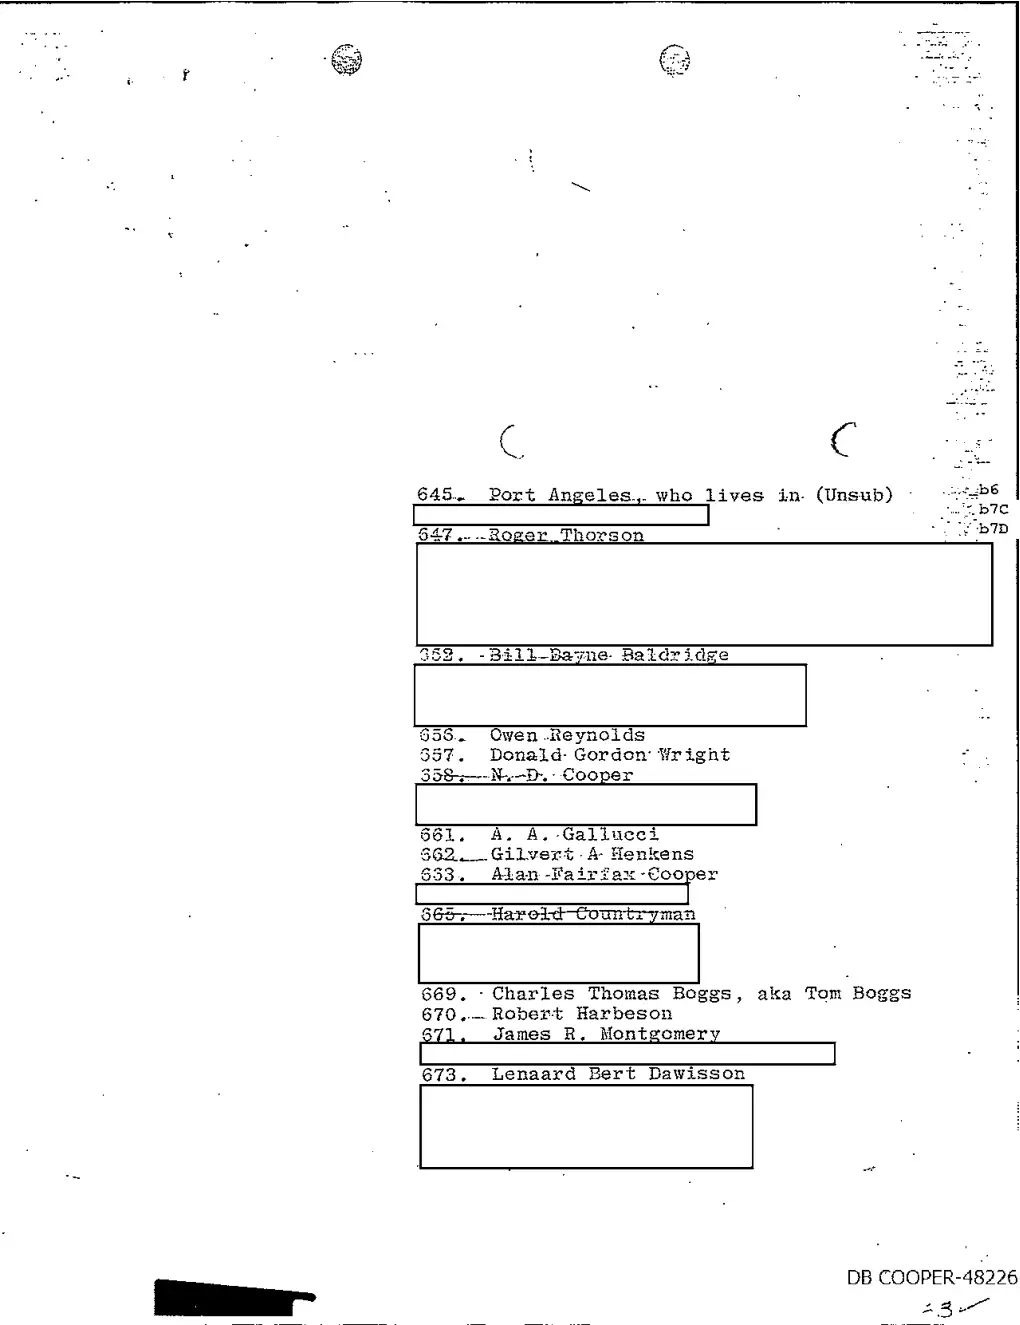 645. Port Angeles, who lives in (Unsub)
b6
b7C
b7D
647. Roger Thorson
652. Bill Bayne Baldridge
656. Owen Reynolds
657. Donald Gordon Wright
658. N. D. Cooper
661. A. A. Gallucci
662. Gilvert A Henkens
663. Alan Fairfax Cooper
665. Harold Countryman
669. Charles Thomas Boggs, aka Tom Boggs
670. Robert Harbeson
671. James R. Montgomery
673. Lenaard Bert Dawisson
DB COOPER-48226
-3-